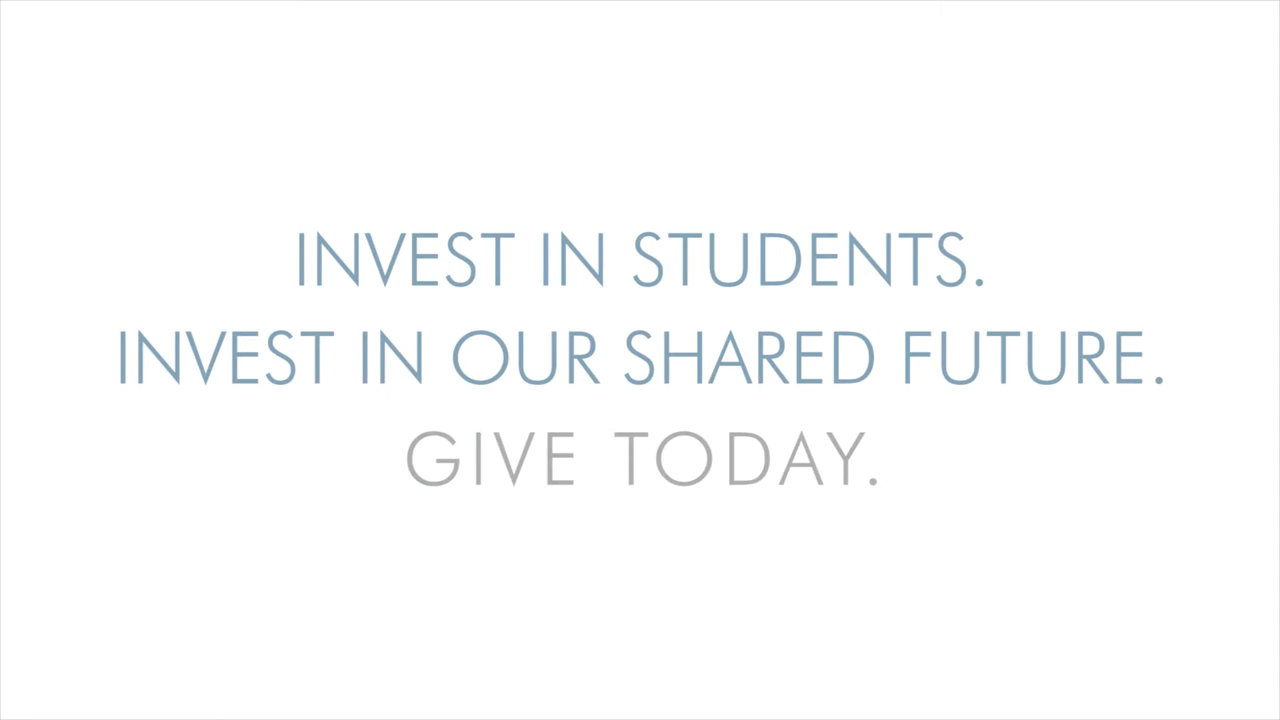 INVEST IN STUDENTS.
INVEST IN OUR SHARED FUTURE.
GIVE TODAY.